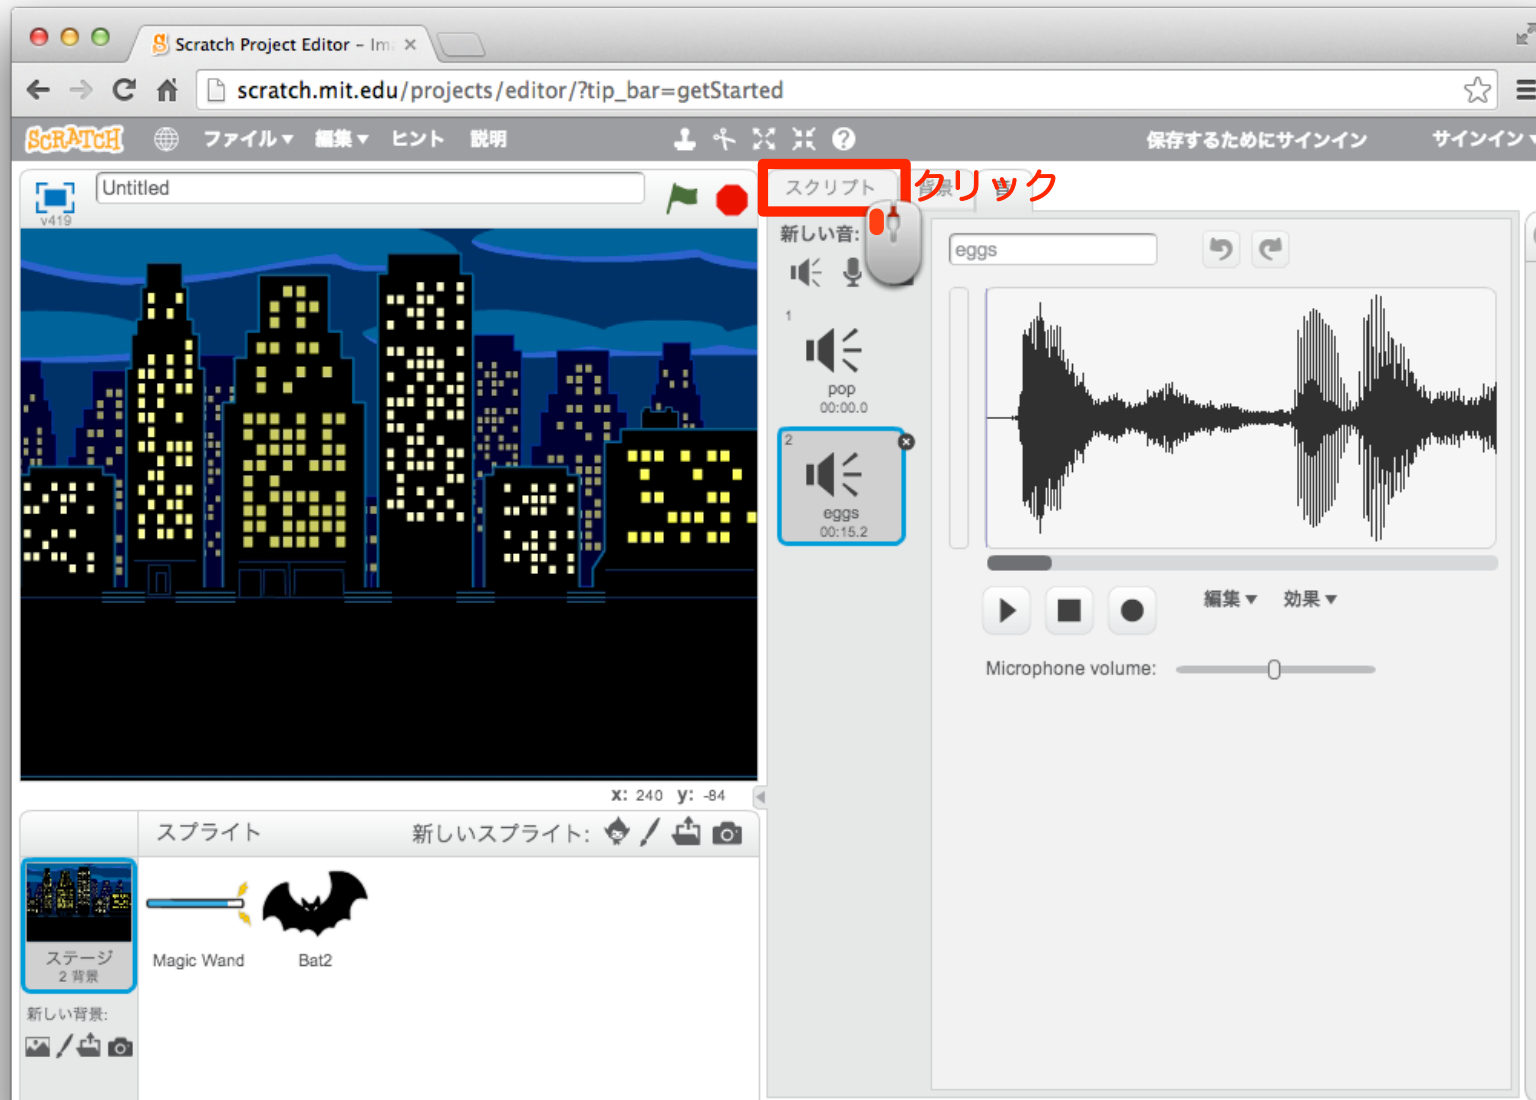 Scratch Project Editor – Im
scratch.mit.edu/projects/editor/?tip_bar=getStarted
SCRATCH
ファイル▼ 編集▼ ヒント 説明
保存するためにサインイン サインイン▼
v419
Untitled
スクリプト 背景 音
クリック
新しい音:
1
pop
00:00.0
2
eggs
00:15.2
eggs
編集▼ 効果▼
Microphone volume:
x: 240 y: -84
スプライト 新しいスプライト:
ステージ
2 背景
新しい背景:
Magic Wand
Bat2